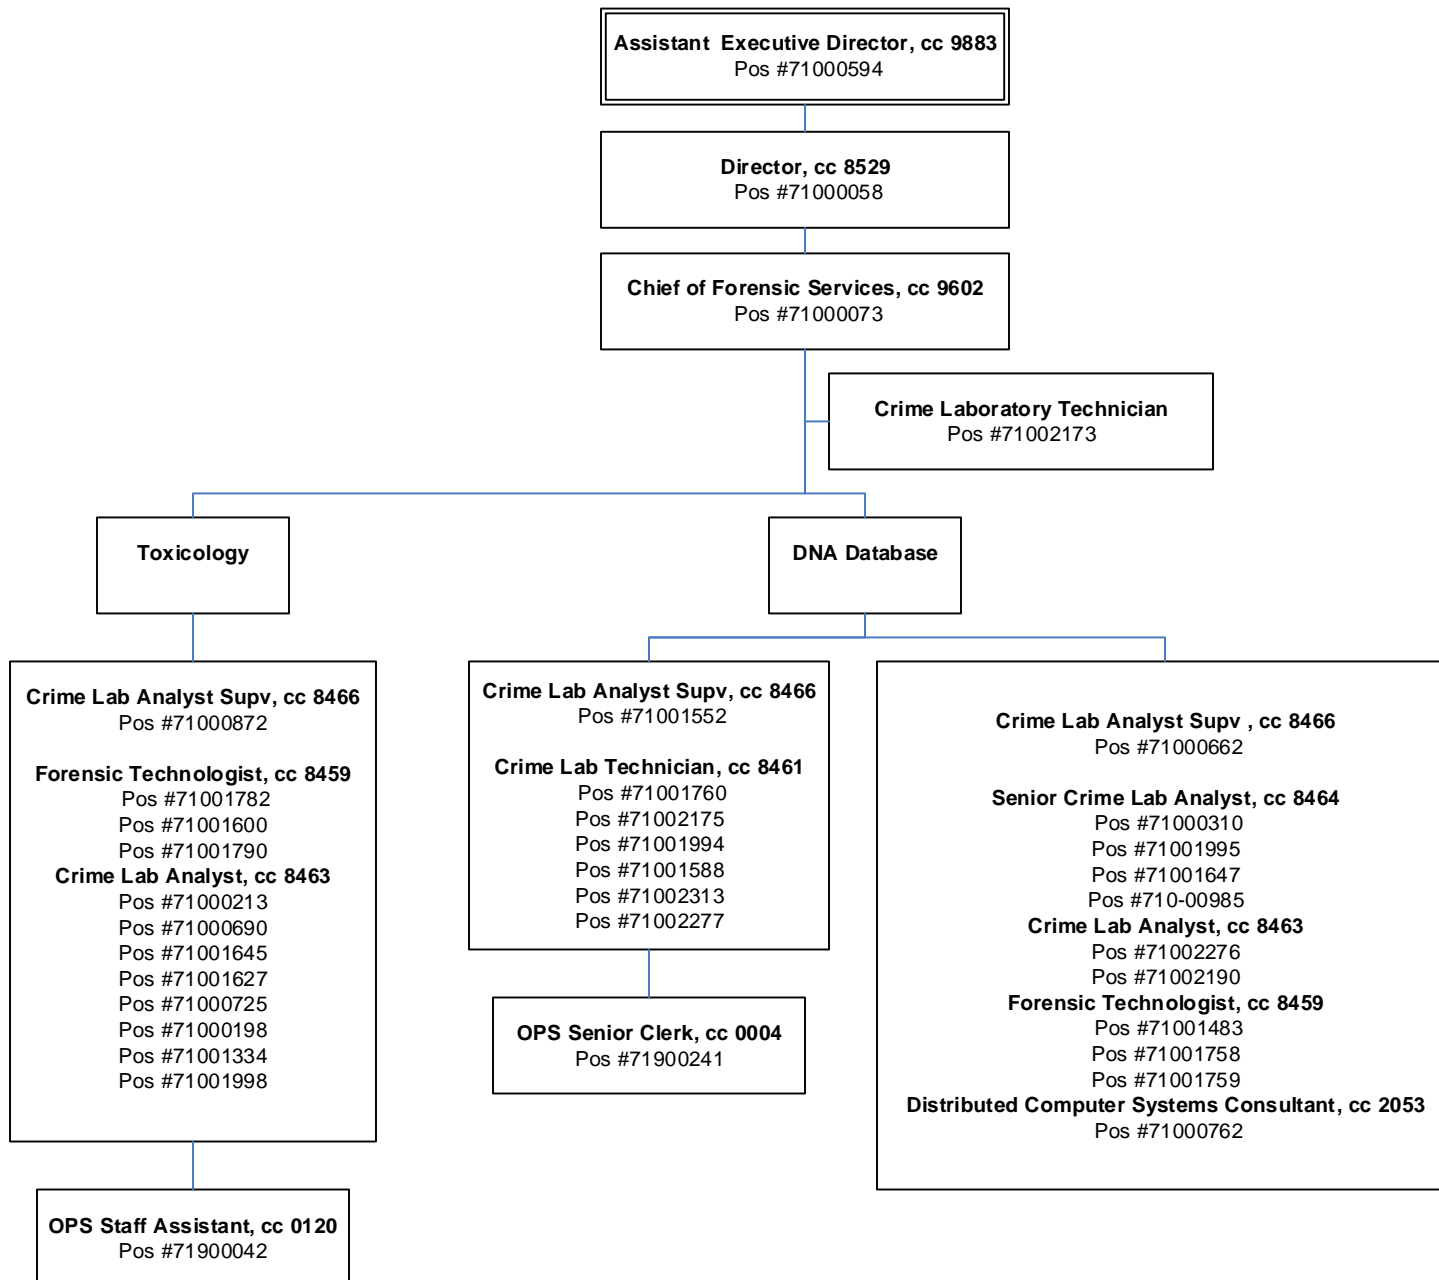 Assistant Executive Director, cc 9883
Pos #71000594
Director, cc 8529
Pos #71000058
Chief of Forensic Services, cc 9602
Pos #71000073
Crime Laboratory Technician
Pos #71002173
Toxicology
DNA Database
Crime Lab Analyst Supv, cc 8466
Pos #71000872
Forensic Technologist, cc 8459
Pos #71001782
Pos #71001600
Pos #71001790
Crime Lab Analyst, cc 8463
Pos #71000213
Pos #71000690
Pos #71001645
Pos #71001627
Pos #71000725
Pos #71000198
Pos #71001334
Pos #71001998
OPS Staff Assistant, cc 0120
Pos #71900042
Crime Lab Analyst Supv, cc 8466
Pos #71001552
Crime Lab Technician, cc 8461
Pos #71001760
Pos #71002175
Pos #71001994
Pos #71001588
Pos #71002313
Pos #71002277
OPS Senior Clerk, cc 0004
Pos #71900241
Crime Lab Analyst Supv , cc 8466
Pos #71000662
Senior Crime Lab Analyst, cc 8464
Pos #71000310
Pos #71001995
Pos #71001647
Pos #710-00985
Crime Lab Analyst, cc 8463
Pos #71002276
Pos #71002190
Forensic Technologist, cc 8459
Pos #71001483
Pos #71001758
Pos #71001759
Distributed Computer Systems Consultant, cc 2053
Pos #71000762